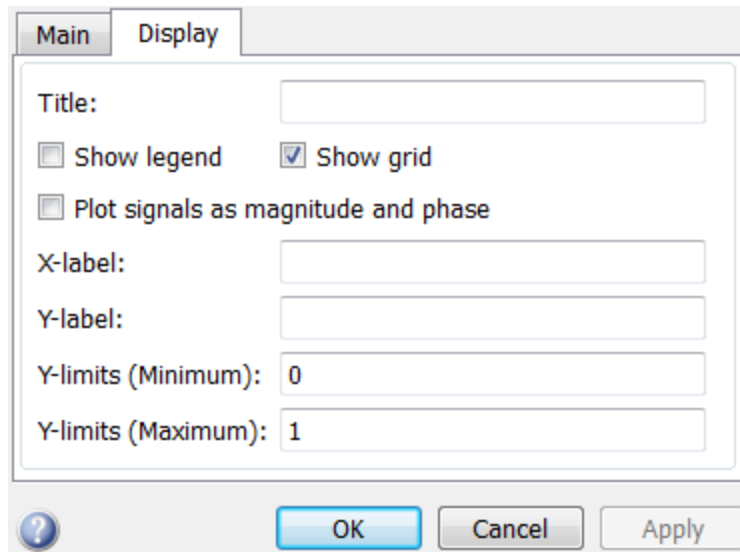 Main Display
Title:
Show legend Show grid
Plot signals as magnitude and phase
X-label:
Y-label:
Y-limits (Minimum): 0
Y-limits (Maximum): 1
? OK Cancel Apply